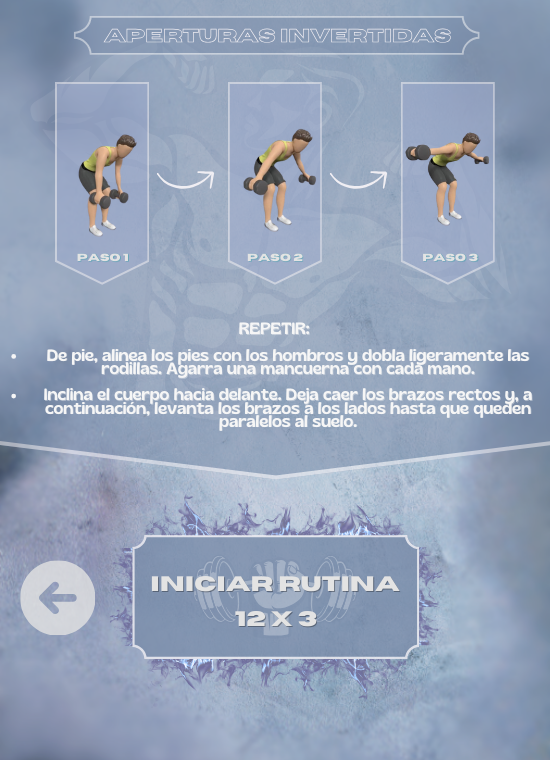 APERTURAS INVERTIDAS
PASO 1
PASO 2
PASO 3
REPETIR:
• De pie, alinea los pies con los hombros y dobla ligeramente las
rodillas. Agarra una mancuerna con cada mano.
• Inclina el cuerpo hacia delante. Deja caer los brazos rectos y, a
continuación, levanta los brazos a los lados hasta que queden
paralelos al suelo.
INICIAR RUTINA
12 X 3